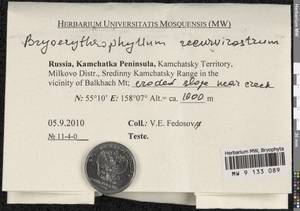 HERBARIUM UNIVERSITATIS MOSQUENSIS (MW)
Bryoerythrophyllum recurvirostrum
Russia, Kamchatka Peninsula, Kamchatsky Territory,
Milkovo Distr., Sredinny Kamchatsky Range in the
vicinity of Balkhach Mt; eroded slope near creek
N: 55°10' E: 158°07' Alt.= ca. 1000 m
5.09.2010 Coll.: V.E. Fedosov
№ 11-4-0 Teste.
Herbarium MW, Bryophyta
MW 9 133 089